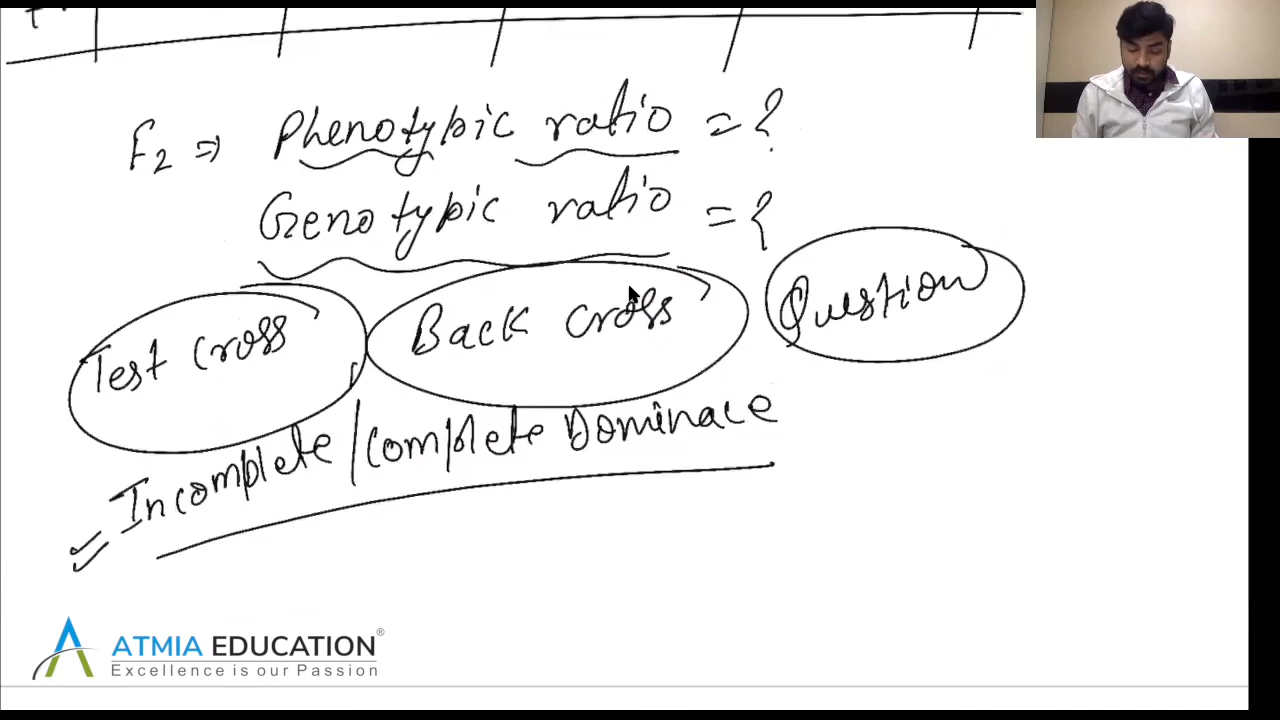 F2 ⇒ Phenotypic ratio = ?
Genotypic ratio = ?
Test cross Back cross Question
Incomplete/complete Dominace
ATMIA EDUCATION®
Excellence is our Passion